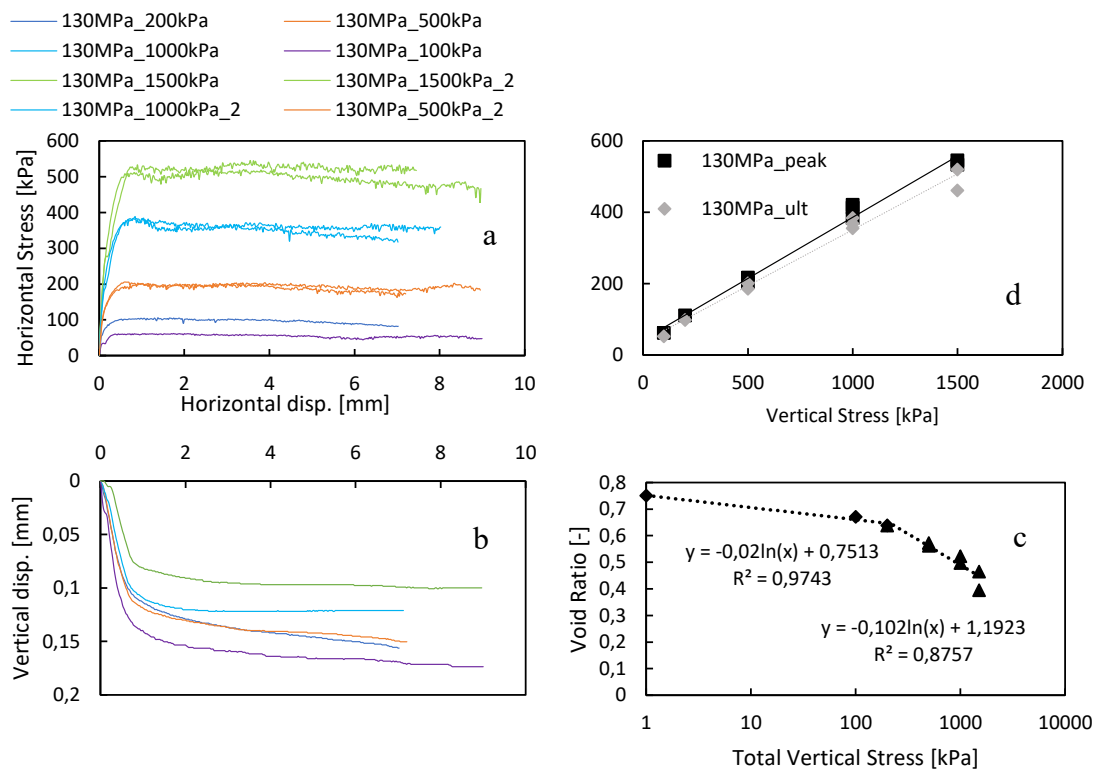 130MPa_200kPa 130MPa_500kPa
130MPa_1000kPa 130MPa_100kPa
130MPa_1500kPa 130MPa_1500kPa_2
130MPa_1000kPa_2 130MPa_500kPa_2
600
500
400
300
200
100
0
0 2 4 6 8 10
Horizontal Stress [kPa]
Horizontal disp. [mm]
a
600
400
200
0
0 500 1000 1500 2000
130MPa_peak
130MPa_ult
d
Vertical Stress [kPa]
0 2 4 6 8 10
0
0,05
0,1
0,15
0,2
Vertical disp. [mm]
b
0,8
0,7
0,6
0,5
0,4
0,3
0,2
0,1
0
Void Ratio [-]
y = -0,02ln(x) + 0,7513
R² = 0,9743
c
y = -0,102ln(x) + 1,1923
R² = 0,8757
1 10 100 1000 10000
Total Vertical Stress [kPa]